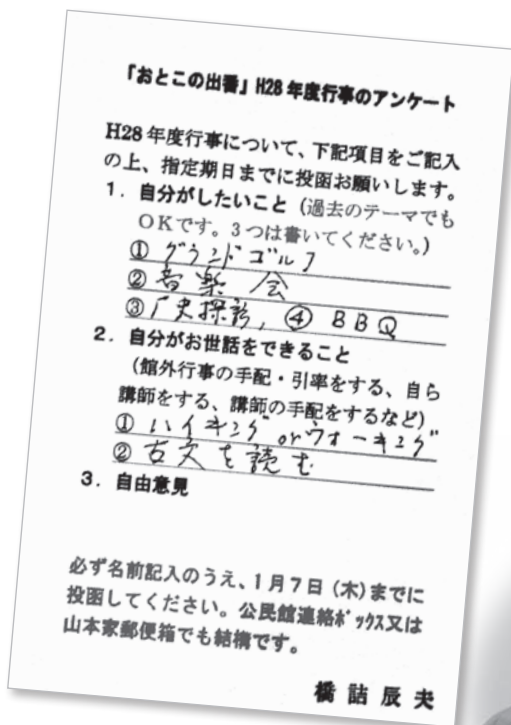 「おとこの出番」H28年度行事のアンケート
H28年度行事について、下記項目をご記入
の上、指定期日までに投函お願いします。
1．自分がしたいこと（過去のテーマでも
OKです。3つは書いてください。）
① グランドゴルフ
② 音楽会
③ 厂史探訪, ④ BBQ
2．自分がお世話をできること
（館外行事の手配・引率をする、自ら
講師をする、講師の手配をするなど）
① ハイキング orウォーキング
② 古文を読む
3．自由意見
必ず名前記入のうえ、1月7日（木）までに
投函してください。公民館連絡ボックス又は
山本家郵便箱でも結構です。
橋詰辰夫